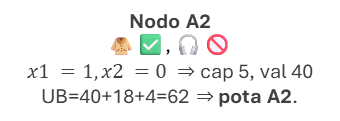 Nodo A2
🧥 ✅ , 🎧 🚫
x1 = 1, x2 = 0 ⇒ cap 5, val 40
UB=40+18+4=62 ⇒ pota A2.